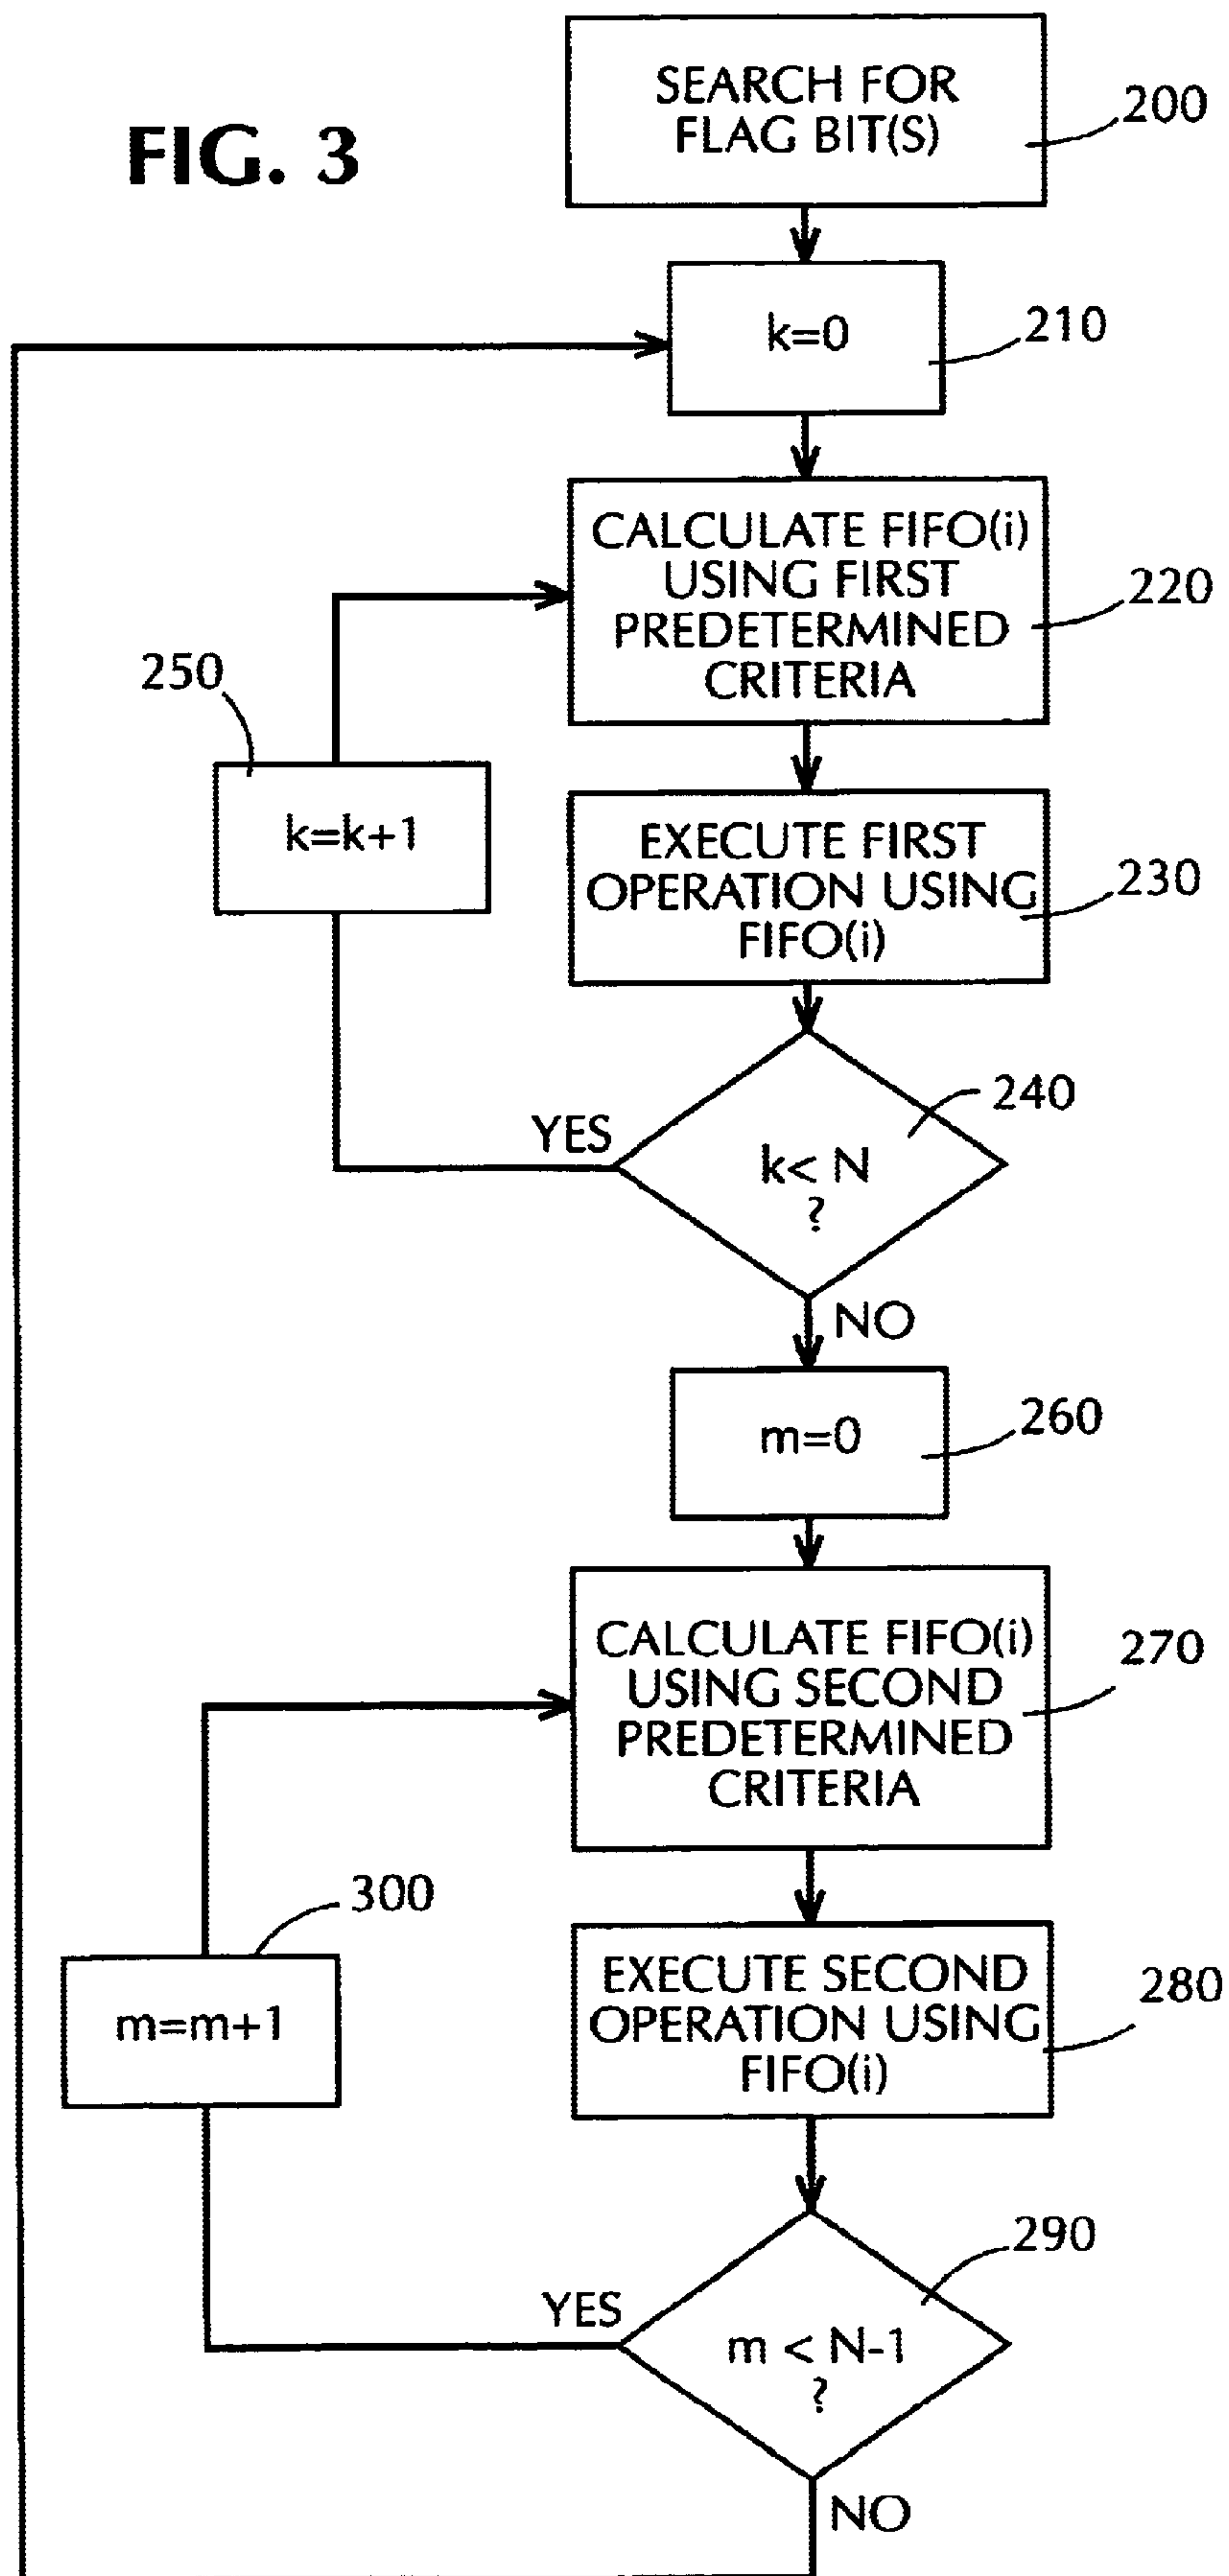 FIG. 3
SEARCH FOR
FLAG BIT(S)
200
k=0
210
CALCULATE FIFO(i)
USING FIRST
PREDETERMINED
CRITERIA
220
250
k=k+1
EXECUTE FIRST
OPERATION USING
FIFO(i)
230
240
YES
k< N
?
NO
m=0
260
CALCULATE FIFO(i)
USING SECOND
PREDETERMINED
CRITERIA
270
300
m=m+1
EXECUTE SECOND
OPERATION USING
FIFO(i)
280
290
YES
m < N-1
?
NO